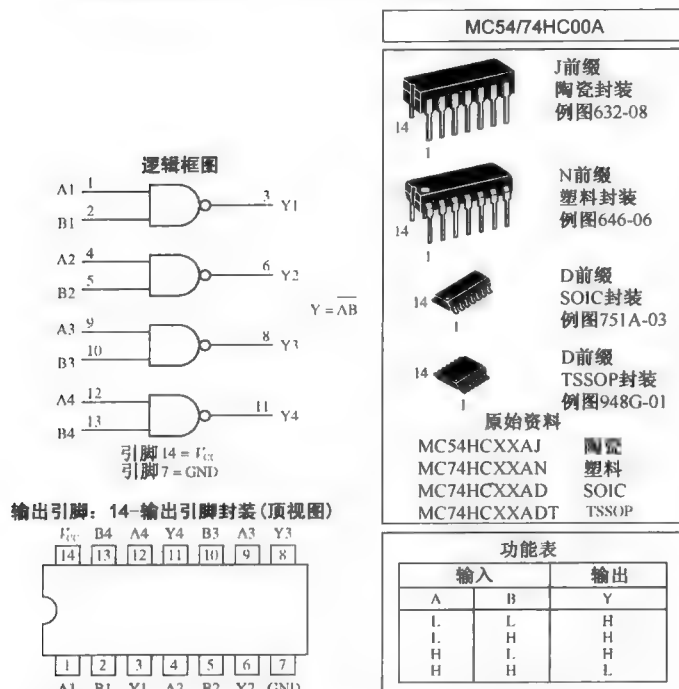 MC54/74HC00A
J前缀
陶瓷封装
例图632-08
14
1
N前缀
塑料封装
例图646-06
14
1
D前缀
SOIC封装
例图751A-03
14
1
D前缀
TSSOP封装
例图948G-01
14
1
原始资料
MC54HCXXAJ 陶瓷
MC74HCXXAN 塑料
MC74HCXXAD SOIC
MC74HCXXADT TSSOP
逻辑框图
A1 1
B1 2
3 Y1
A2 4
B2 5
6 Y2
Y = \overline{AB}
A3 9
B3 10
8 Y3
A4 12
B4 13
11 Y4
引脚 14 = V_CC
引脚 7 = GND
输出引脚: 14-输出引脚封装(顶视图)
V_CC B4 A4 Y4 B3 A3 Y3
14 13 12 11 10 9 8
1 2 3 4 5 6 7
A1 B1 Y1 A2 B2 Y2 GND
功能表
输入 输出
A B Y
L L H
L H H
H L H
H H L